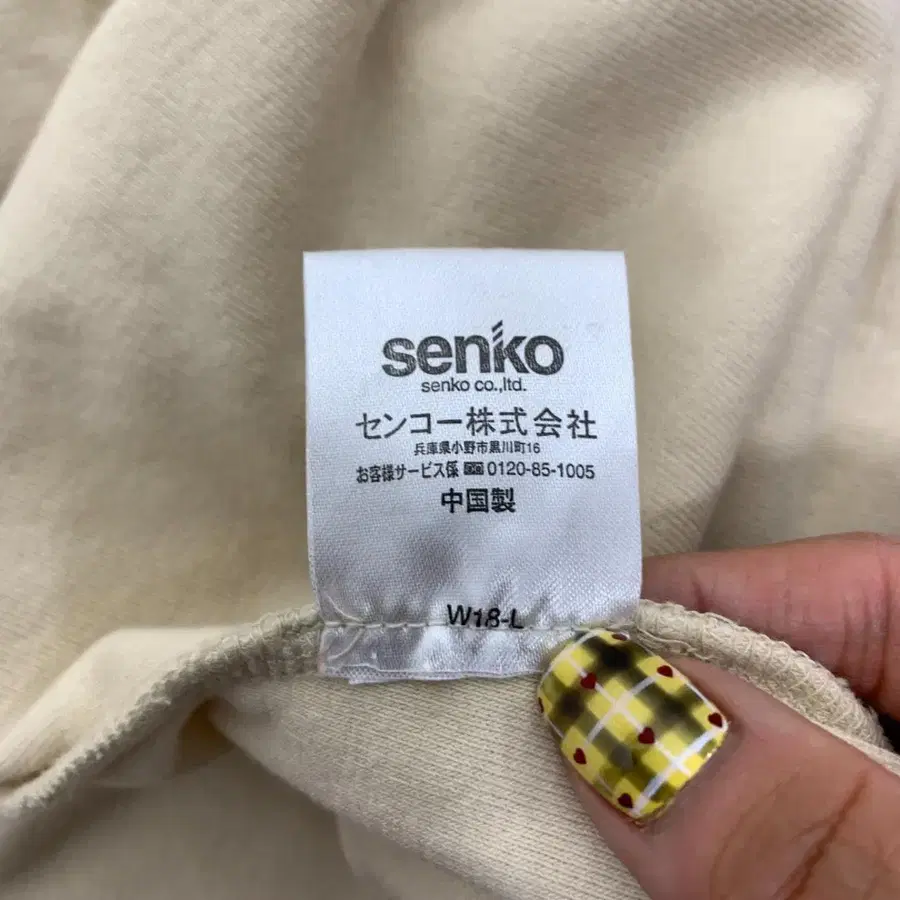 senko
senko co.,ltd.
センコー株式会社
兵庫県小野市黒川町16
お客様サービス係 0120-85-1005
中国製
W18-L